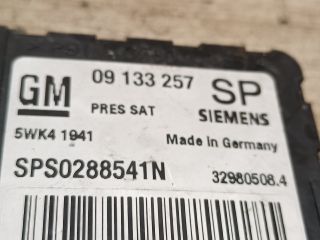 GM 09 133 257 SP
PRES SAT SIEMENS
5WK4 1941 Made in Germany
SPS0288541N 32980508.4